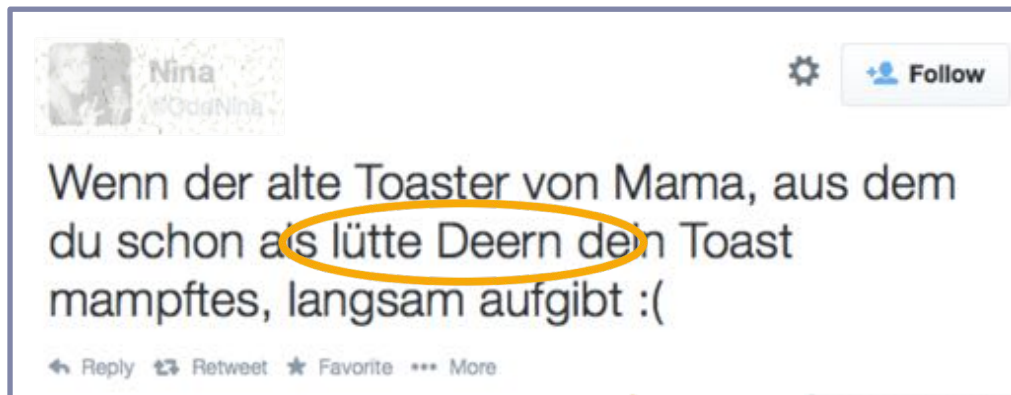 Nina
Follow
Wenn der alte Toaster von Mama, aus dem
du schon als lütte Deern dein Toast
mampftes, langsam aufgibt :(
Reply Retweet Favorite More